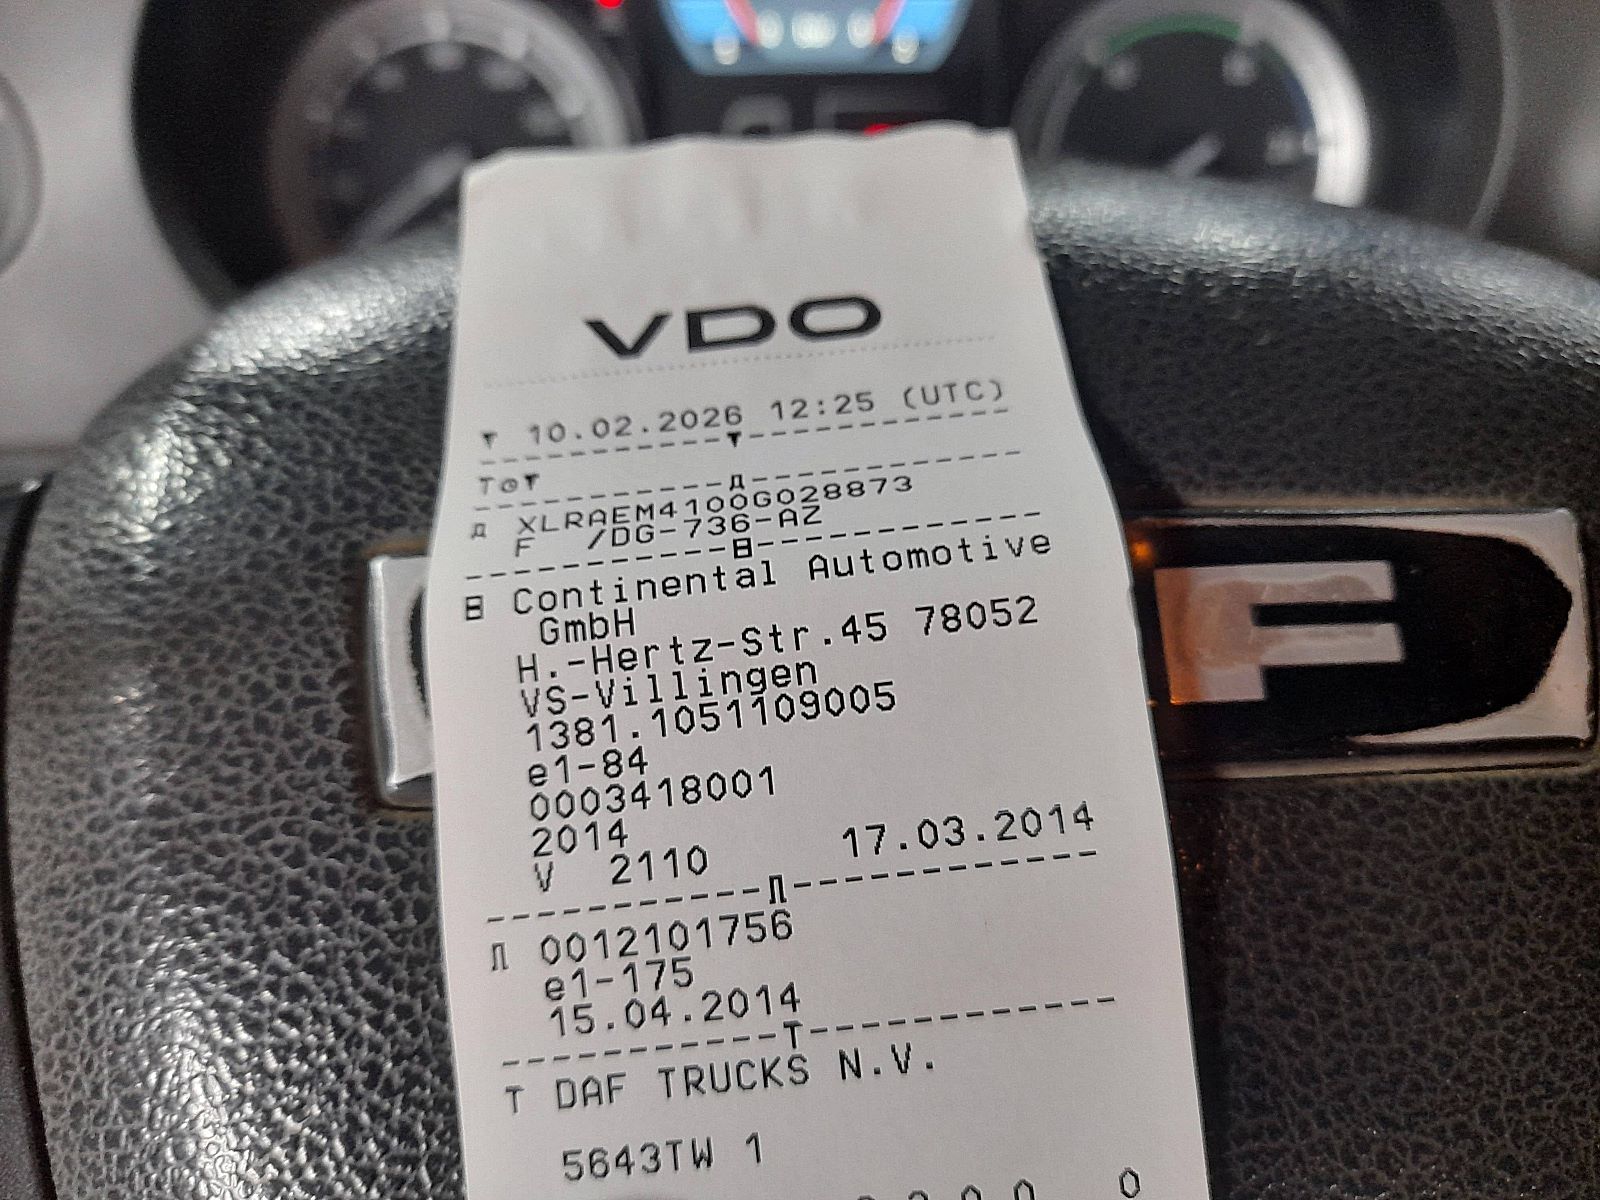 VDO
▼ 10.02.2026 12:25 (UTC)
-----------▼-----------
T⊙▼
-----------д-----------
д XLRAEM4100G028873
F /DG-736-AZ
-----------B-----------
B Continental Automotive
GmbH
H.-Hertz-Str.45 78052
VS-Villingen
1381.1051109005
e1-84
0003418001
2014
V 2110 17.03.2014
-----------Л-----------
Л 0012101756
e1-175
15.04.2014
-----------T-----------
T DAF TRUCKS N.V.
5643TW 1
F